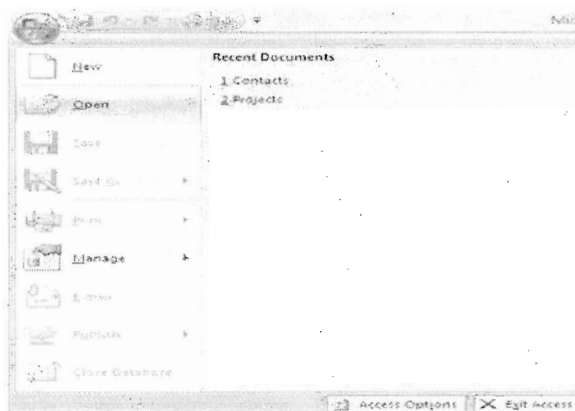 Mic
New
Recent Documents
1 Contacts
2 Projects
Open
Save
Save As
Print
Manage
E-mail
Publish
Close Database
Access Options
Exit Access